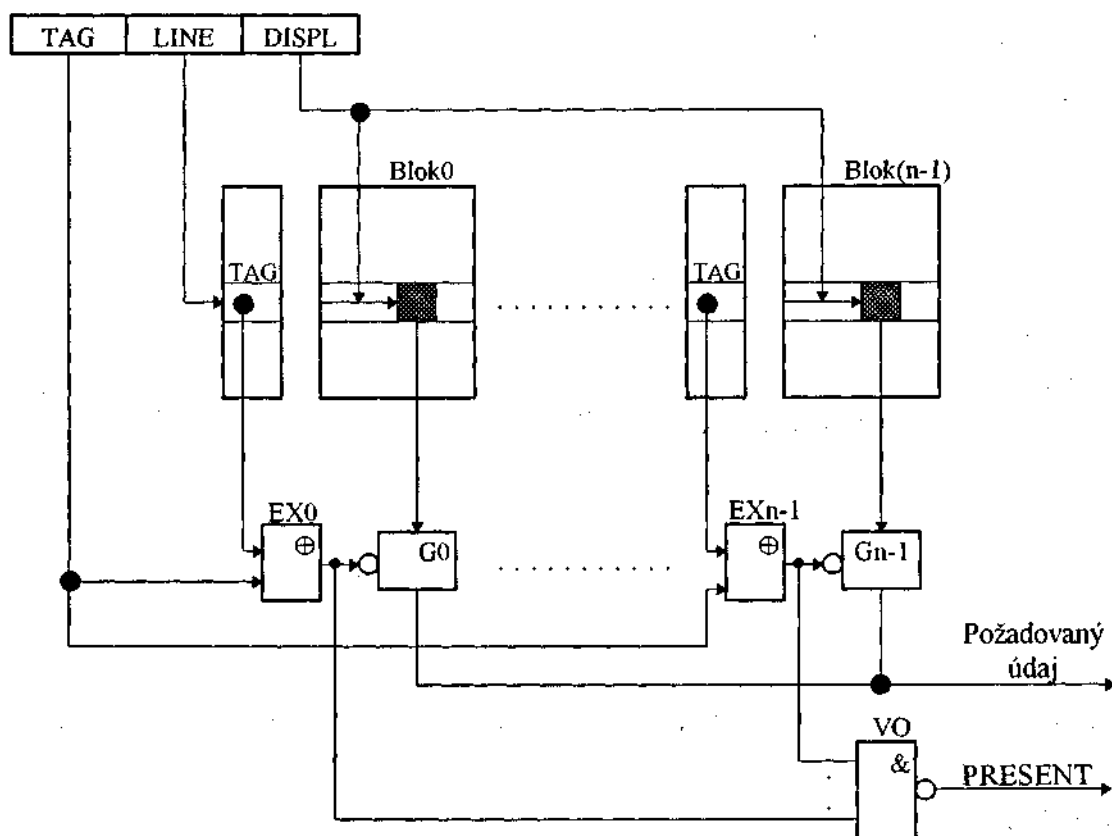 TAG LINE DISPL
Blok0 Blok(n-1)
TAG TAG
EX0 EXn-1
⊕ G0 ⊕ Gn-1
Požadovaný
údaj
VO
&
PRESENT